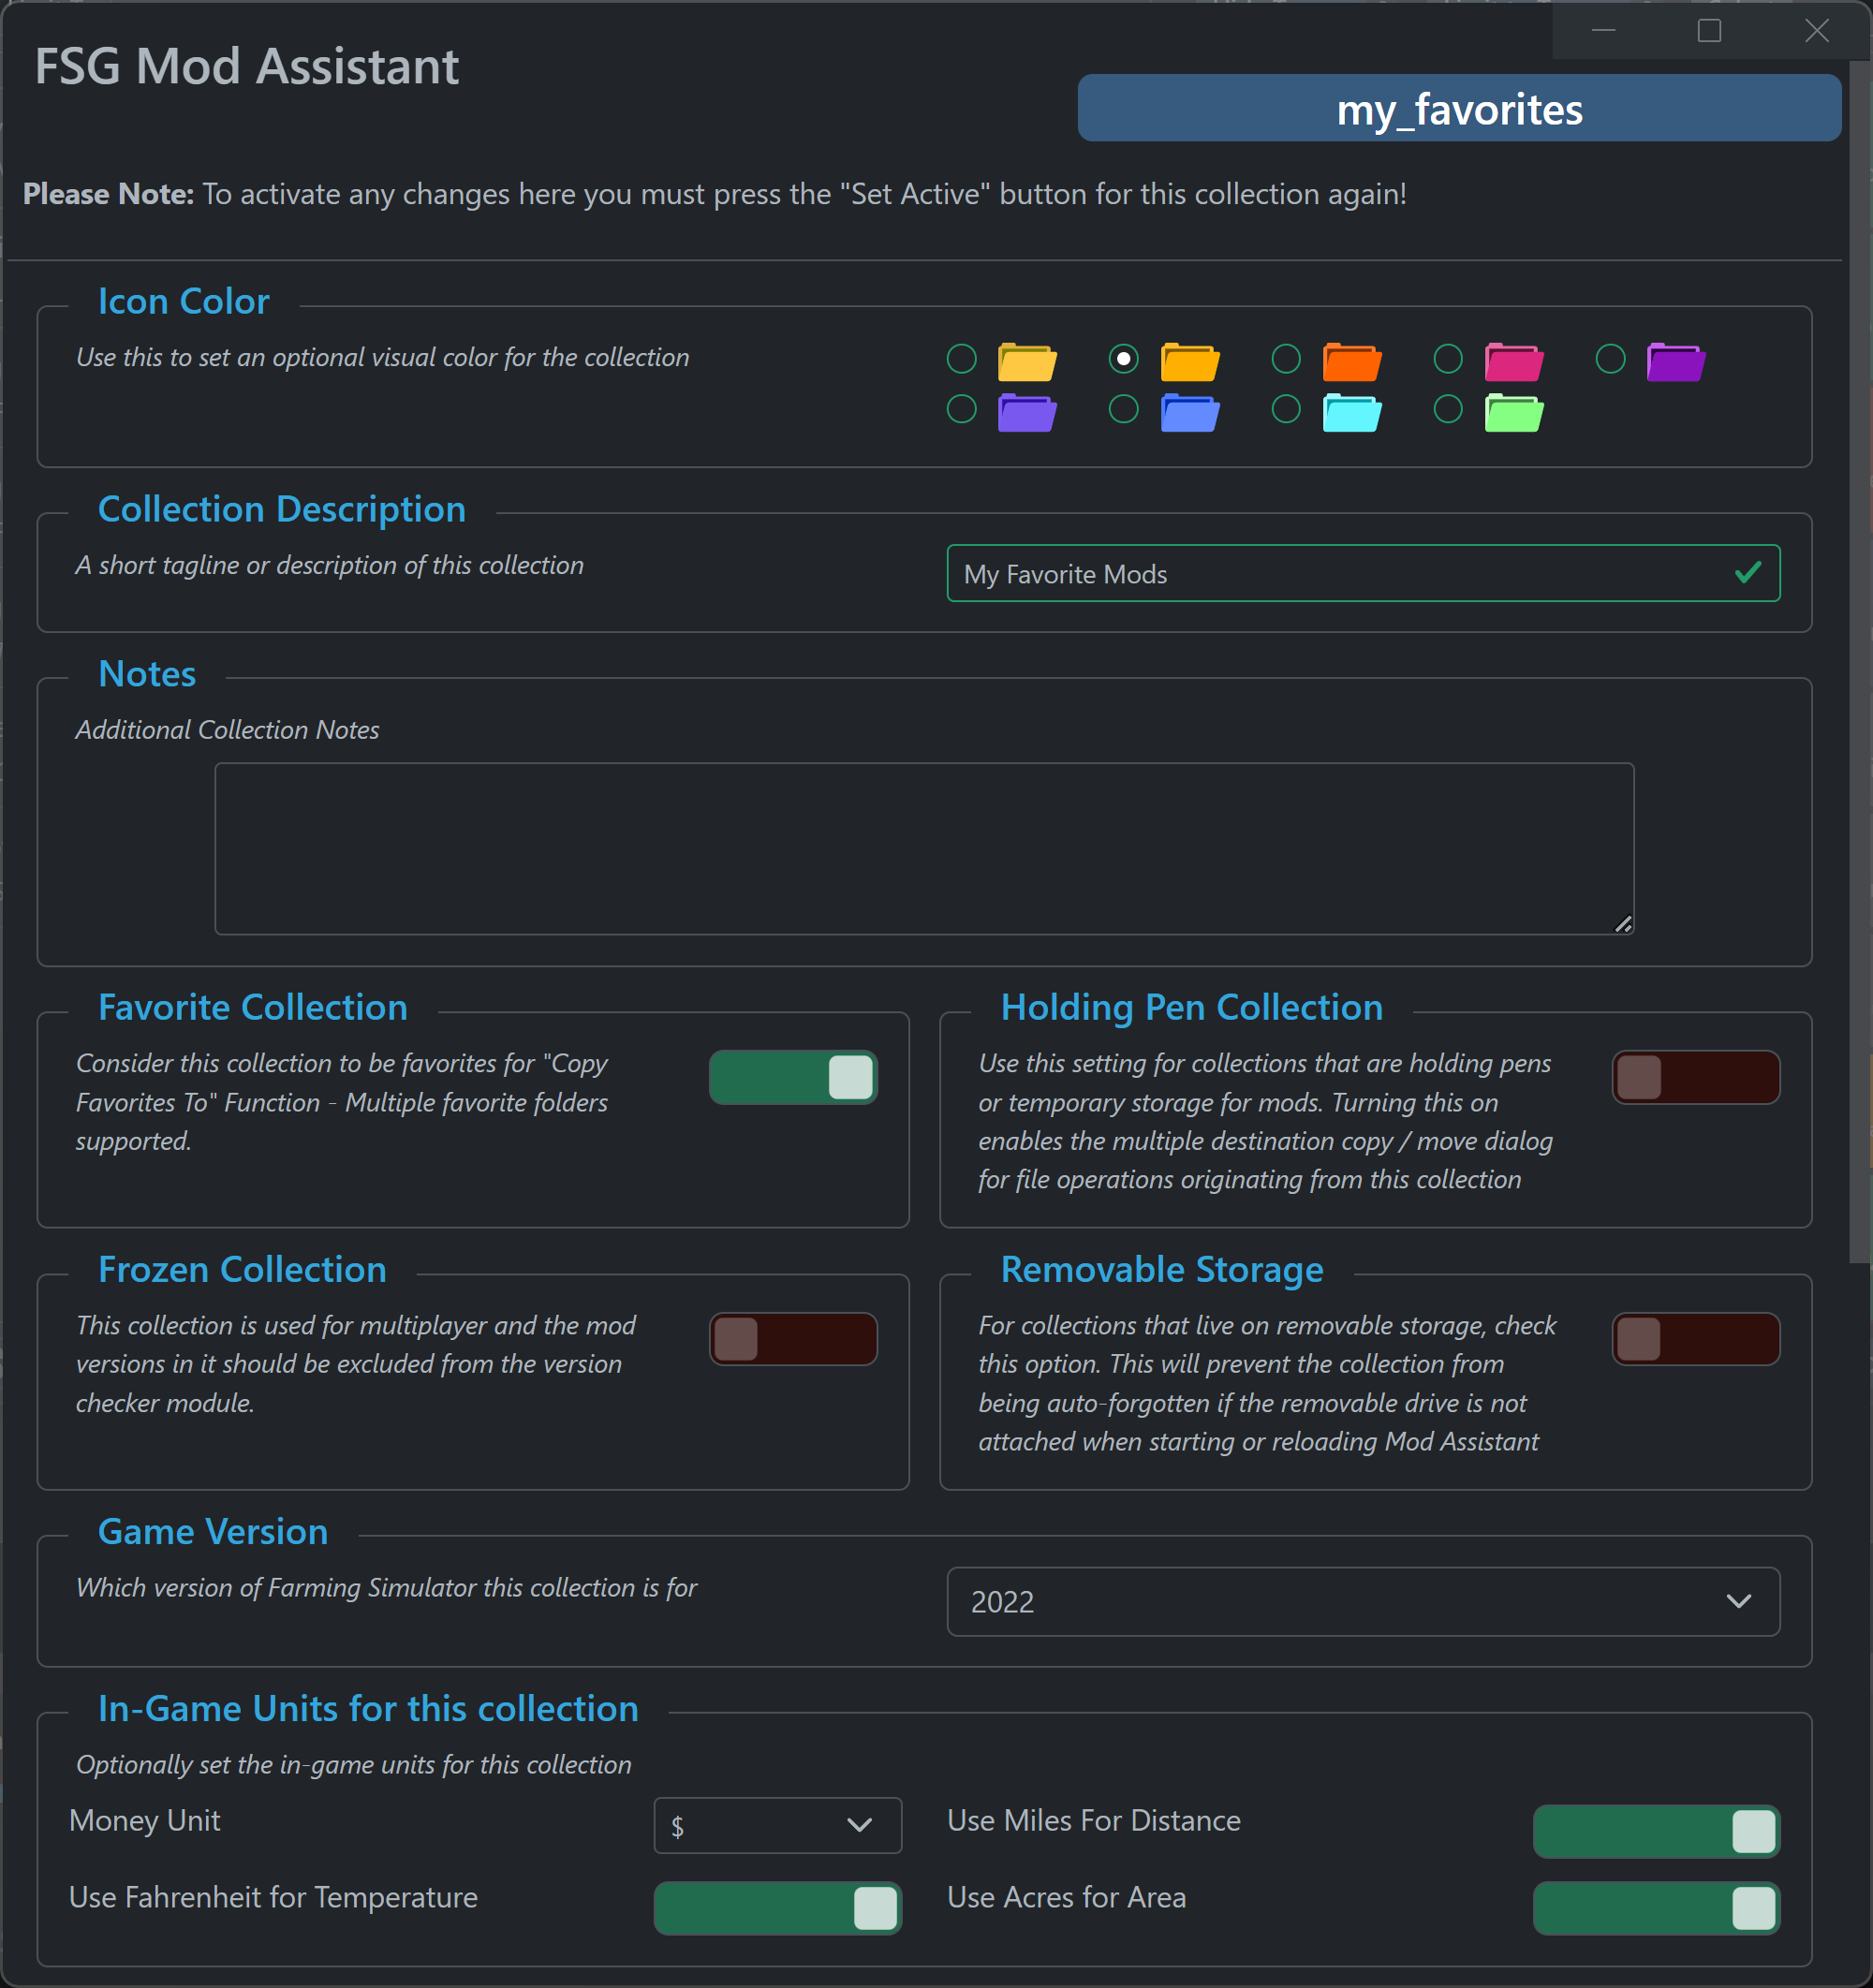 FSG Mod Assistant
my_favorites
Please Note: To activate any changes here you must press the "Set Active" button for this collection again!
Icon Color
Use this to set an optional visual color for the collection
Collection Description
A short tagline or description of this collection
My Favorite Mods
Notes
Additional Collection Notes
Favorite Collection
Consider this collection to be favorites for "Copy
Favorites To" Function - Multiple favorite folders
supported.
Holding Pen Collection
Use this setting for collections that are holding pens
or temporary storage for mods. Turning this on
enables the multiple destination copy / move dialog
for file operations originating from this collection
Frozen Collection
This collection is used for multiplayer and the mod
versions in it should be excluded from the version
checker module.
Removable Storage
For collections that live on removable storage, check
this option. This will prevent the collection from
being auto-forgotten if the removable drive is not
attached when starting or reloading Mod Assistant
Game Version
Which version of Farming Simulator this collection is for
2022
In-Game Units for this collection
Optionally set the in-game units for this collection
Money Unit
$
Use Miles For Distance
Use Fahrenheit for Temperature
Use Acres for Area